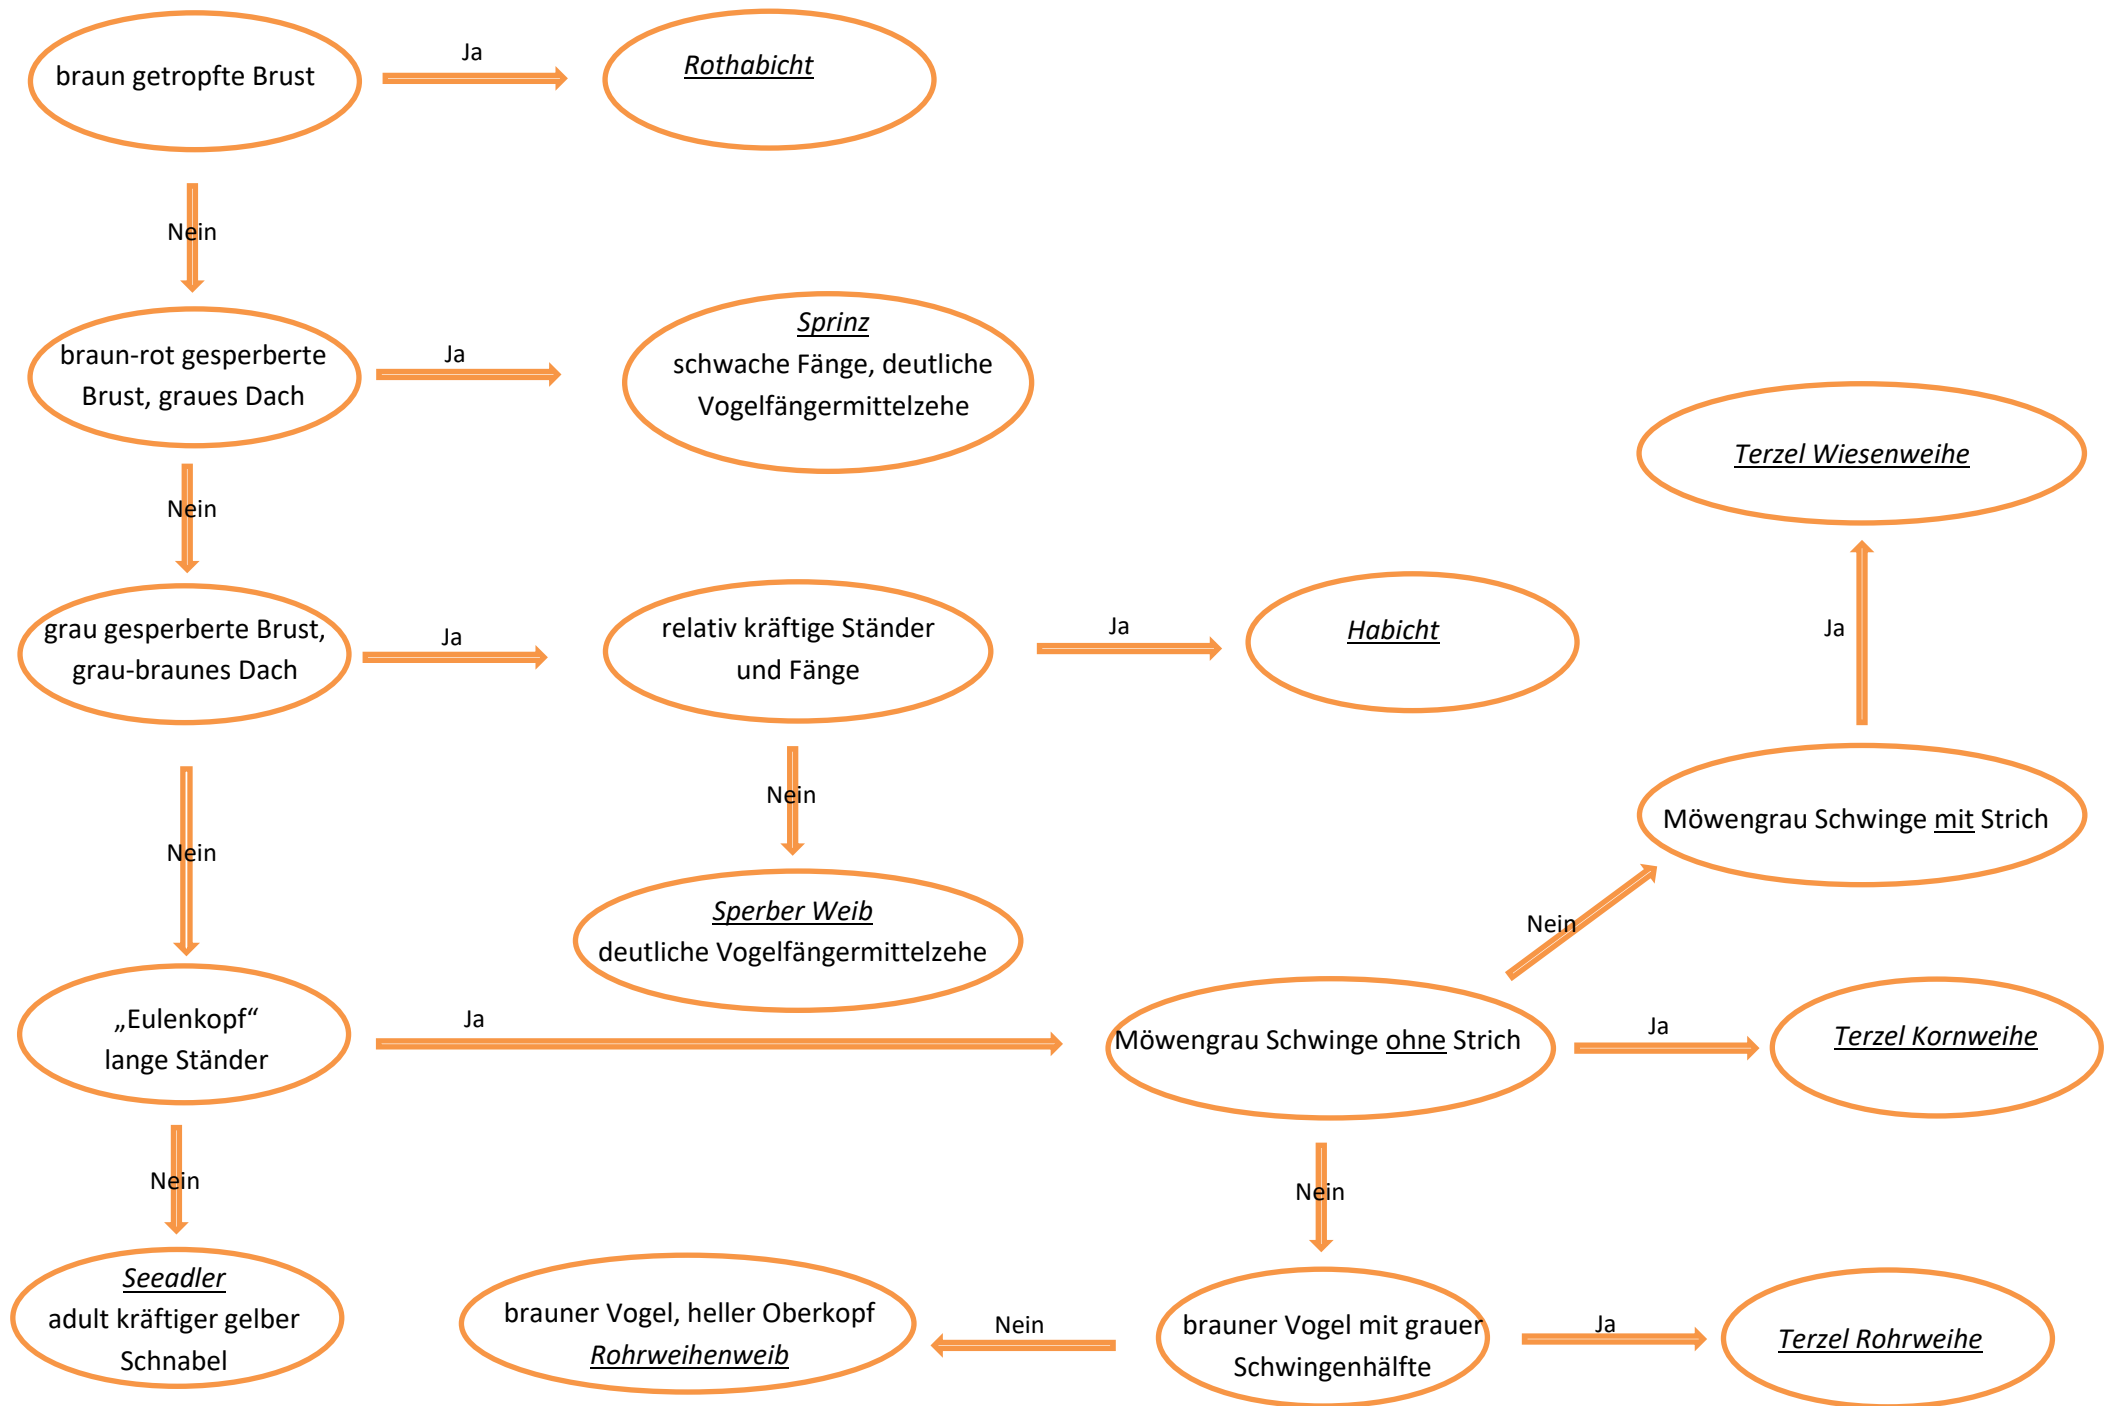 braun getropfte Brust
Ja
Rothabicht
Nein
braun-rot gesperberte
Brust, graues Dach
Ja
Sprinz
schwache Fänge, deutliche
Vogelfängermittelzehe
Nein
grau gesperberte Brust,
grau-braunes Dach
Ja
relativ kräftige Ständer
und Fänge
Ja
Habicht
Nein
Sperber Weib
deutliche Vogelfängermittelzehe
Nein
„Eulenkopf“
lange Ständer
Ja
Möwengrau Schwinge ohne Strich
Nein
Möwengrau Schwinge mit Strich
Ja
Terzel Wiesenweihe
Ja
Terzel Kornweihe
Nein
brauner Vogel mit grauer
Schwingenhälfte
Ja
Terzel Rohrweihe
Nein
brauner Vogel, heller Oberkopf
Rohrweihenweib
Nein
Seeadler
adult kräftiger gelber
Schnabel